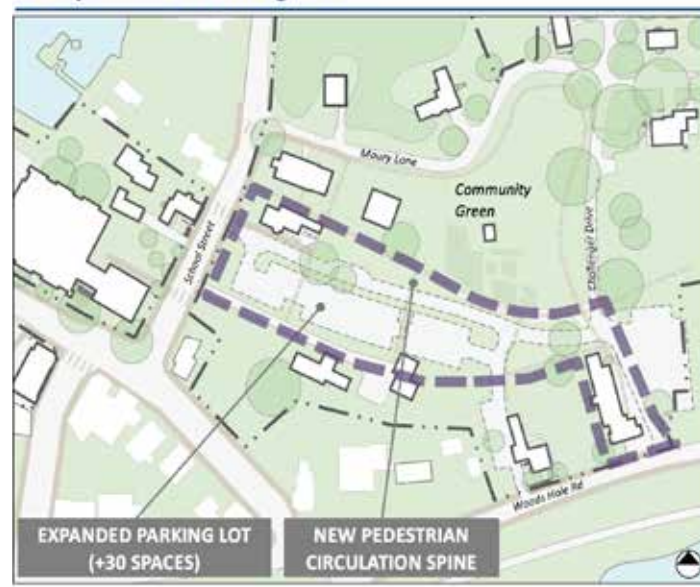 Maury Lane
Community
Green
School Street
Challenger Drive
Woods Hole Rd
EXPANDED PARKING LOT
(+30 SPACES)
NEW PEDESTRIAN
CIRCULATION SPINE